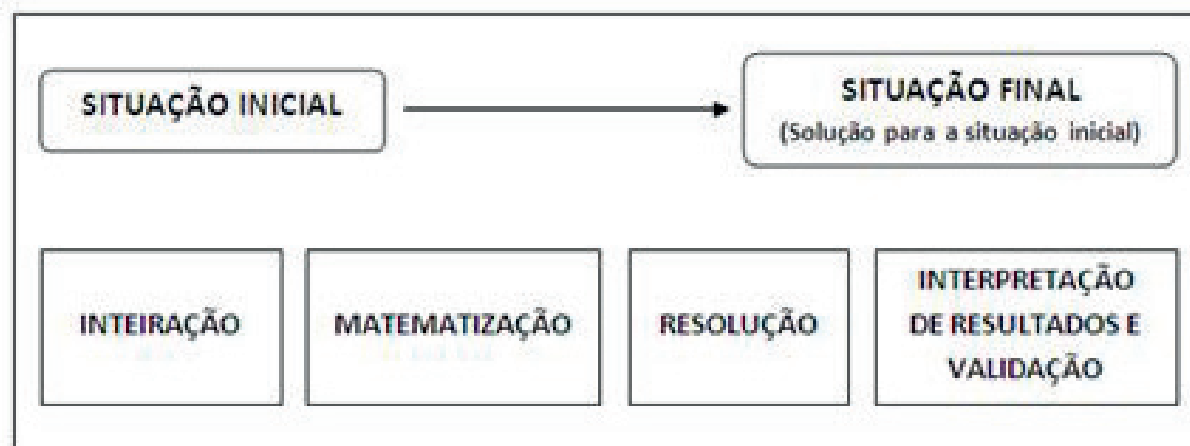 SITUAÇÃO INICIAL
SITUAÇÃO FINAL
(Solução para a situação inicial)
INTEIRAÇÃO
MATEMATIZAÇÃO
RESOLUÇÃO
INTERPRETAÇÃO
DE RESULTADOS E
VALIDAÇÃO